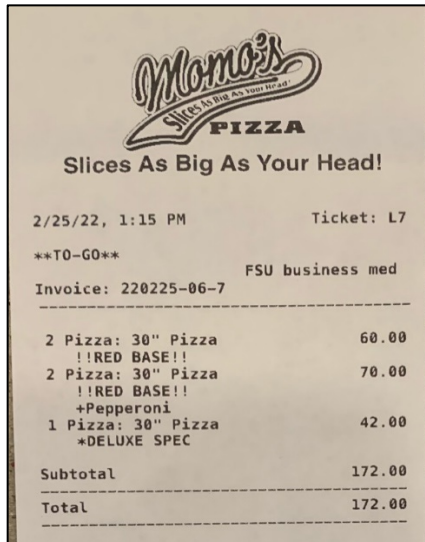 Momo's
Slices As Big As Your Head!
PIZZA
Slices As Big As Your Head!
2/25/22, 1:15 PM Ticket: L7
**TO-GO**
FSU business med
Invoice: 220225-06-7
2 Pizza: 30" Pizza 60.00
!!RED BASE!!
2 Pizza: 30" Pizza 70.00
!!RED BASE!!
+Pepperoni
1 Pizza: 30" Pizza 42.00
*DELUXE SPEC
Subtotal 172.00
Total 172.00